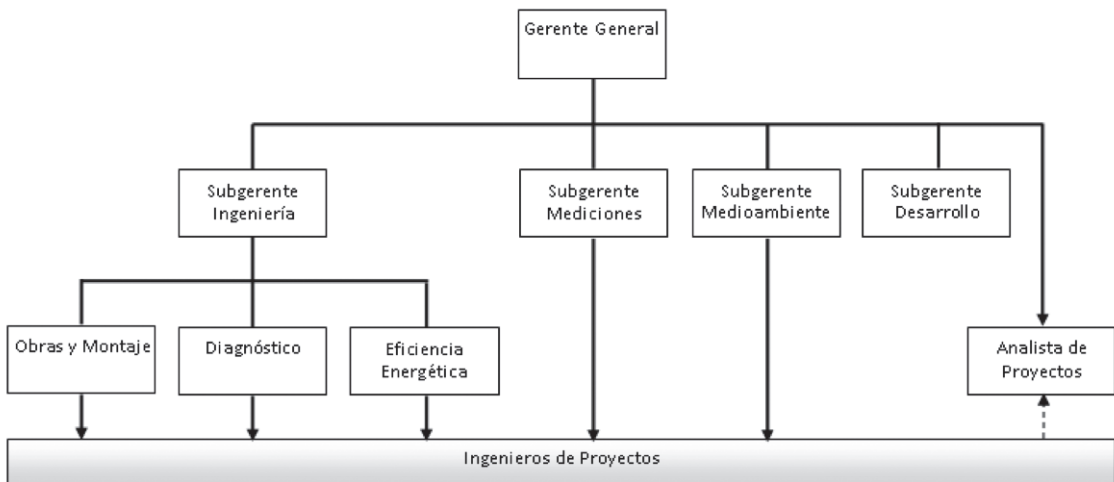 Gerente General
Subgerente
Ingeniería
Subgerente
Mediciones
Subgerente
Medioambiente
Subgerente
Desarrollo
Obras y Montaje
Diagnóstico
Eficiencia
Energética
Analista de
Proyectos
Ingenieros de Proyectos